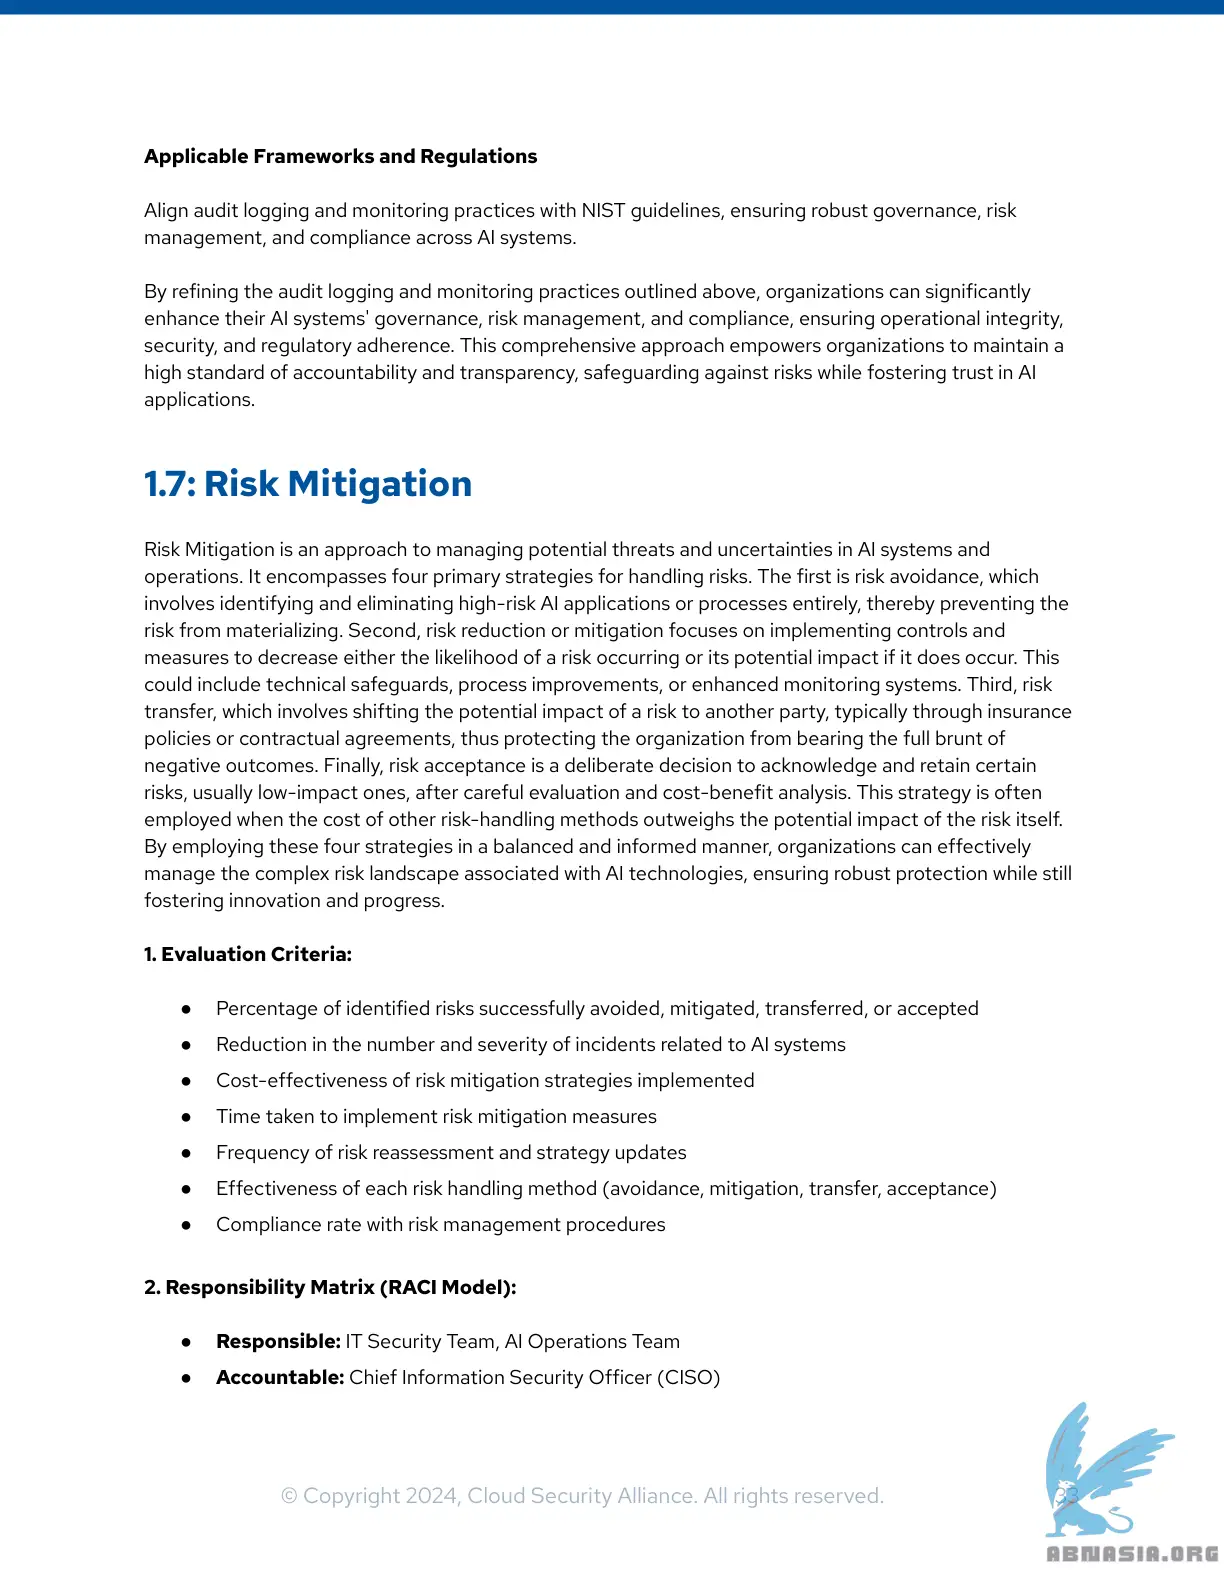 Applicable Frameworks and Regulations
Align audit logging and monitoring practices with NIST guidelines, ensuring robust governance, risk
management, and compliance across AI systems.
By refining the audit logging and monitoring practices outlined above, organizations can significantly
enhance their AI systems' governance, risk management, and compliance, ensuring operational integrity,
security, and regulatory adherence. This comprehensive approach empowers organizations to maintain a
high standard of accountability and transparency, safeguarding against risks while fostering trust in AI
applications.
1.7: Risk Mitigation
Risk Mitigation is an approach to managing potential threats and uncertainties in AI systems and
operations. It encompasses four primary strategies for handling risks. The first is risk avoidance, which
involves identifying and eliminating high-risk AI applications or processes entirely, thereby preventing the
risk from materializing. Second, risk reduction or mitigation focuses on implementing controls and
measures to decrease either the likelihood of a risk occurring or its potential impact if it does occur. This
could include technical safeguards, process improvements, or enhanced monitoring systems. Third, risk
transfer, which involves shifting the potential impact of a risk to another party, typically through insurance
policies or contractual agreements, thus protecting the organization from bearing the full brunt of
negative outcomes. Finally, risk acceptance is a deliberate decision to acknowledge and retain certain
risks, usually low-impact ones, after careful evaluation and cost-benefit analysis. This strategy is often
employed when the cost of other risk-handling methods outweighs the potential impact of the risk itself.
By employing these four strategies in a balanced and informed manner, organizations can effectively
manage the complex risk landscape associated with AI technologies, ensuring robust protection while still
fostering innovation and progress.
1. Evaluation Criteria:
● Percentage of identified risks successfully avoided, mitigated, transferred, or accepted
● Reduction in the number and severity of incidents related to AI systems
● Cost-effectiveness of risk mitigation strategies implemented
● Time taken to implement risk mitigation measures
● Frequency of risk reassessment and strategy updates
● Effectiveness of each risk handling method (avoidance, mitigation, transfer, acceptance)
● Compliance rate with risk management procedures
2. Responsibility Matrix (RACI Model):
● Responsible: IT Security Team, AI Operations Team
● Accountable: Chief Information Security Officer (CISO)
© Copyright 2024, Cloud Security Alliance. All rights reserved.
33
ABNASIA.ORG